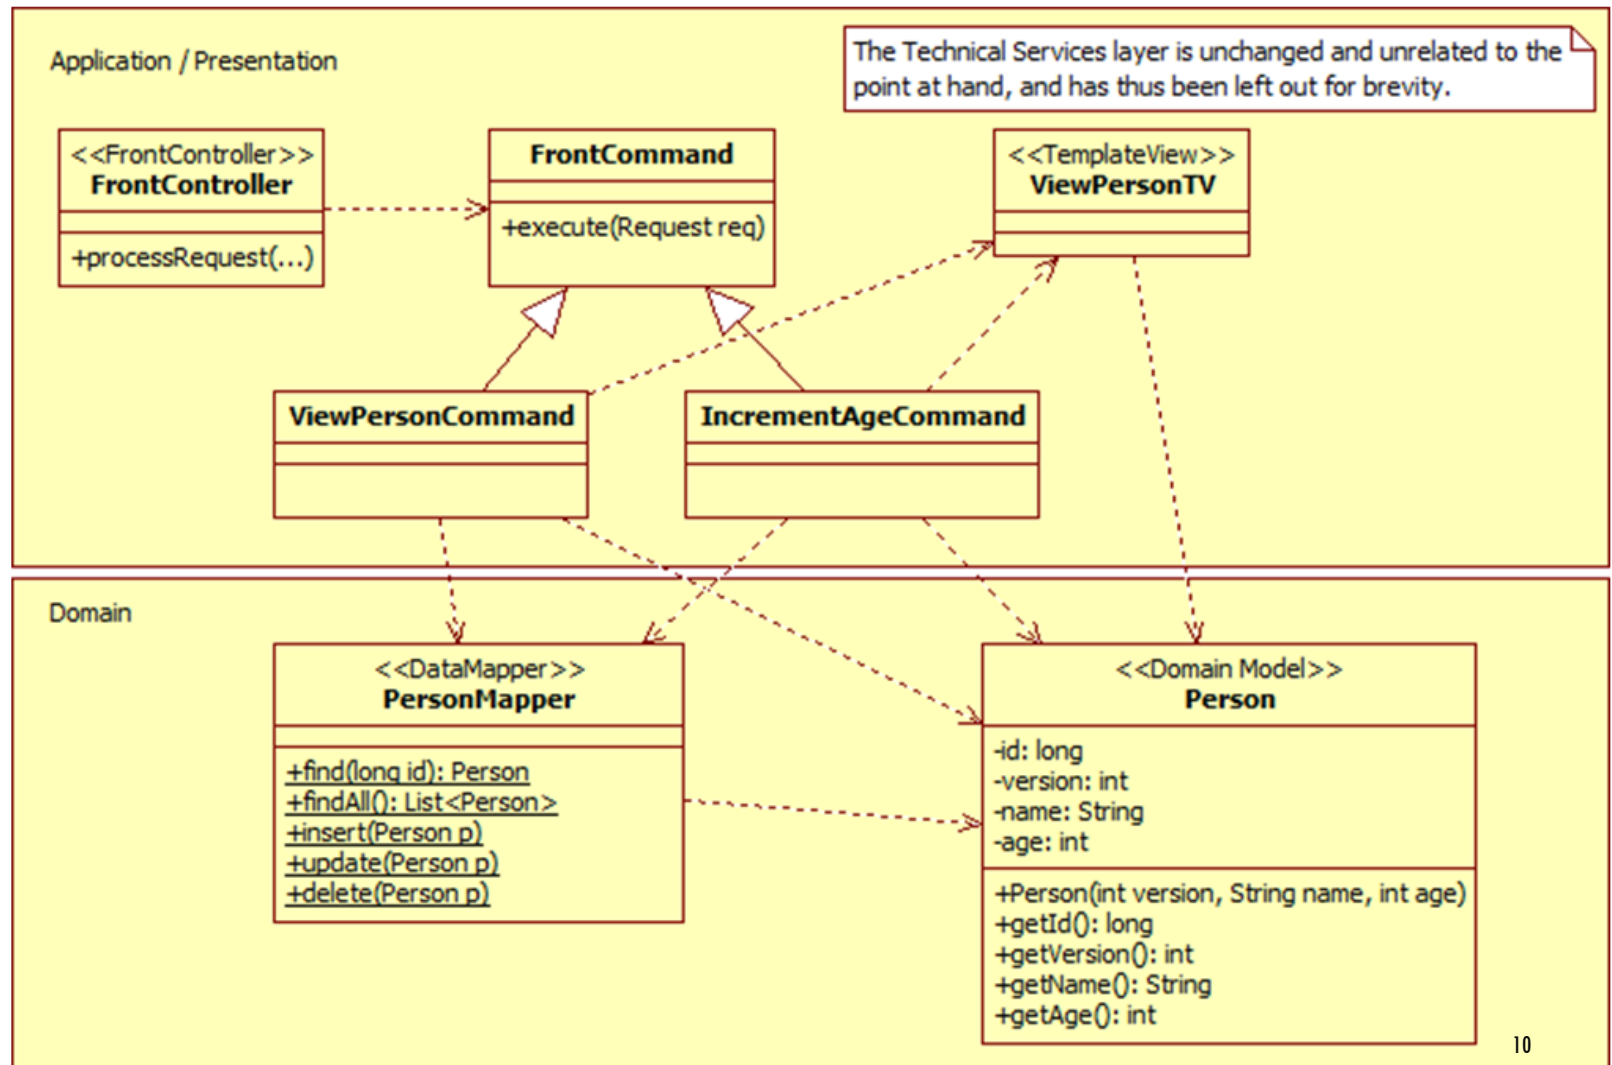 Application / Presentation
The Technical Services layer is unchanged and unrelated to the
point at hand, and has thus been left out for brevity.
<<FrontController>>
FrontController
+processRequest(...)
FrontCommand
+execute(Request req)
<<TemplateView>>
ViewPersonTV
ViewPersonCommand
IncrementAgeCommand
Domain
<<DataMapper>>
PersonMapper
+find(long id): Person
+findAll(): List<Person>
+insert(Person p)
+update(Person p)
+delete(Person p)
<<Domain Model>>
Person
-id: long
-version: int
-name: String
-age: int
+Person(int version, String name, int age)
+getId(): long
+getVersion(): int
+getName(): String
+getAge(): int
10